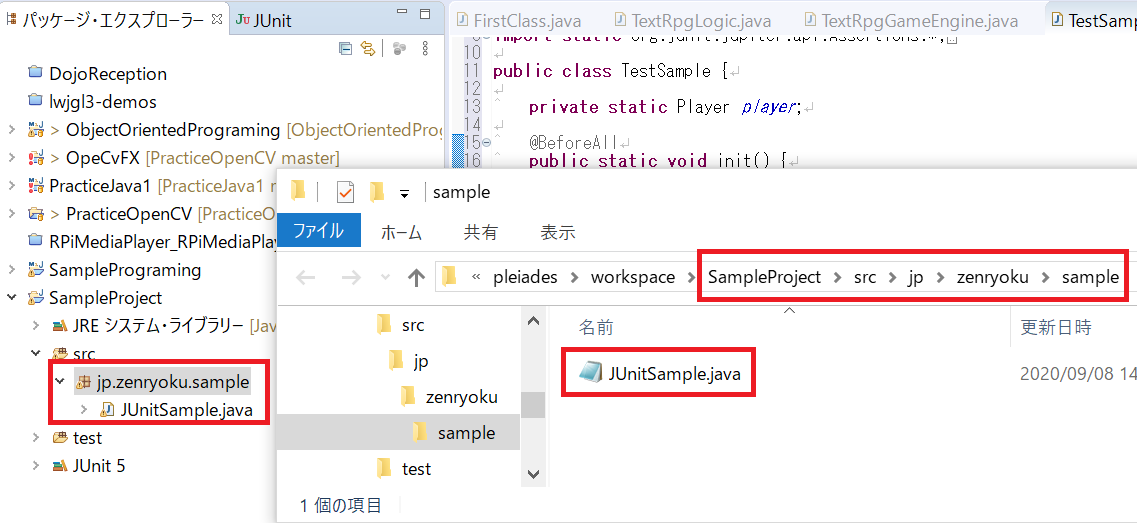 パッケージ・エクスプローラー
JUnit
DojoReception
lwjgl3-demos
> ObjectOrientedPrograming [ObjectOrientedProg
> OpeCvFX [PracticeOpenCV master]
PracticeJava1 [PracticeJava1 r
> PracticeOpenCV [PracticeO
RPiMediaPlayer_RPiMediaPlay
SamplePrograming
SampleProject
JRE システム・ライブラリー [Jav
src
jp.zenryoku.sample
JUnitSample.java
test
JUnit 5
FirstClass.java
TextRpgLogic.java
TextRpgGameEngine.java
TestSamp
9 import static org.junit.jupiter.api.Assertions.*;
10
11 public class TestSample {
12
13 private static Player player;
14
15 @BeforeAll
16 public static void init() {
sample
ファイル
ホーム
共有
表示
« pleiades > workspace > SampleProject > src > jp > zenryoku > sample
src
jp
zenryoku
sample
test
名前
更新日時
JUnitSample.java
2020/09/08 14
1 個の項目